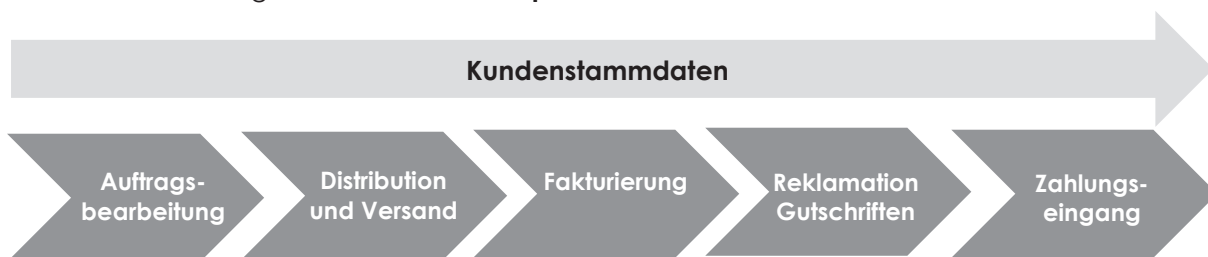 Kundenstammdaten
Auftrags-
bearbeitung
Distribution
und Versand
Fakturierung
Reklamation
Gutschriften
Zahlungs-
eingang